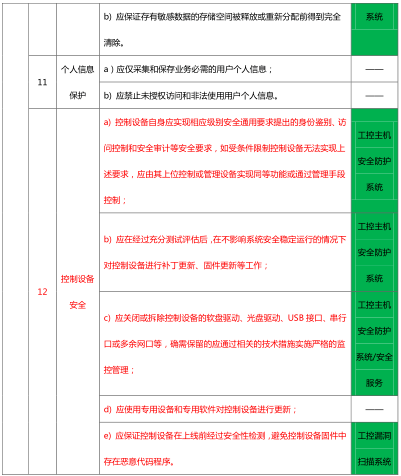 b) 应保证存有敏感数据的存储空间被释放或重新分配前得到完全
清除。
系统
11
个人信息
保护
a) 应仅采集和保存业务必需的用户个人信息；
——
b) 应禁止未授权访问和非法使用用户个人信息。
——
12
控制设备
安全
a) 控制设备自身应实现相应级别安全通用要求提出的身份鉴别、访
问控制和安全审计等安全要求，如受条件限制控制设备无法实现上
述要求，应由其上位控制或管理设备实现同等功能或通过管理手段
控制；
工控主机
安全防护
系统
b) 应在经过充分测试评估后，在不影响系统安全稳定运行的情况下
对控制设备进行补丁更新、固件更新等工作；
工控主机
安全防护
系统
c) 应关闭或拆除控制设备的软盘驱动、光盘驱动、USB 接口、串行
口或多余网口等，确需保留的应通过相关的技术措施实施严格的监
控管理；
工控主机
安全防护
系统/安全
服务
d) 应使用专用设备和专用软件对控制设备进行更新；
——
e) 应保证控制设备在上线前经过安全性检测，避免控制设备固件中
存在恶意代码程序。
工控漏洞
扫描系统